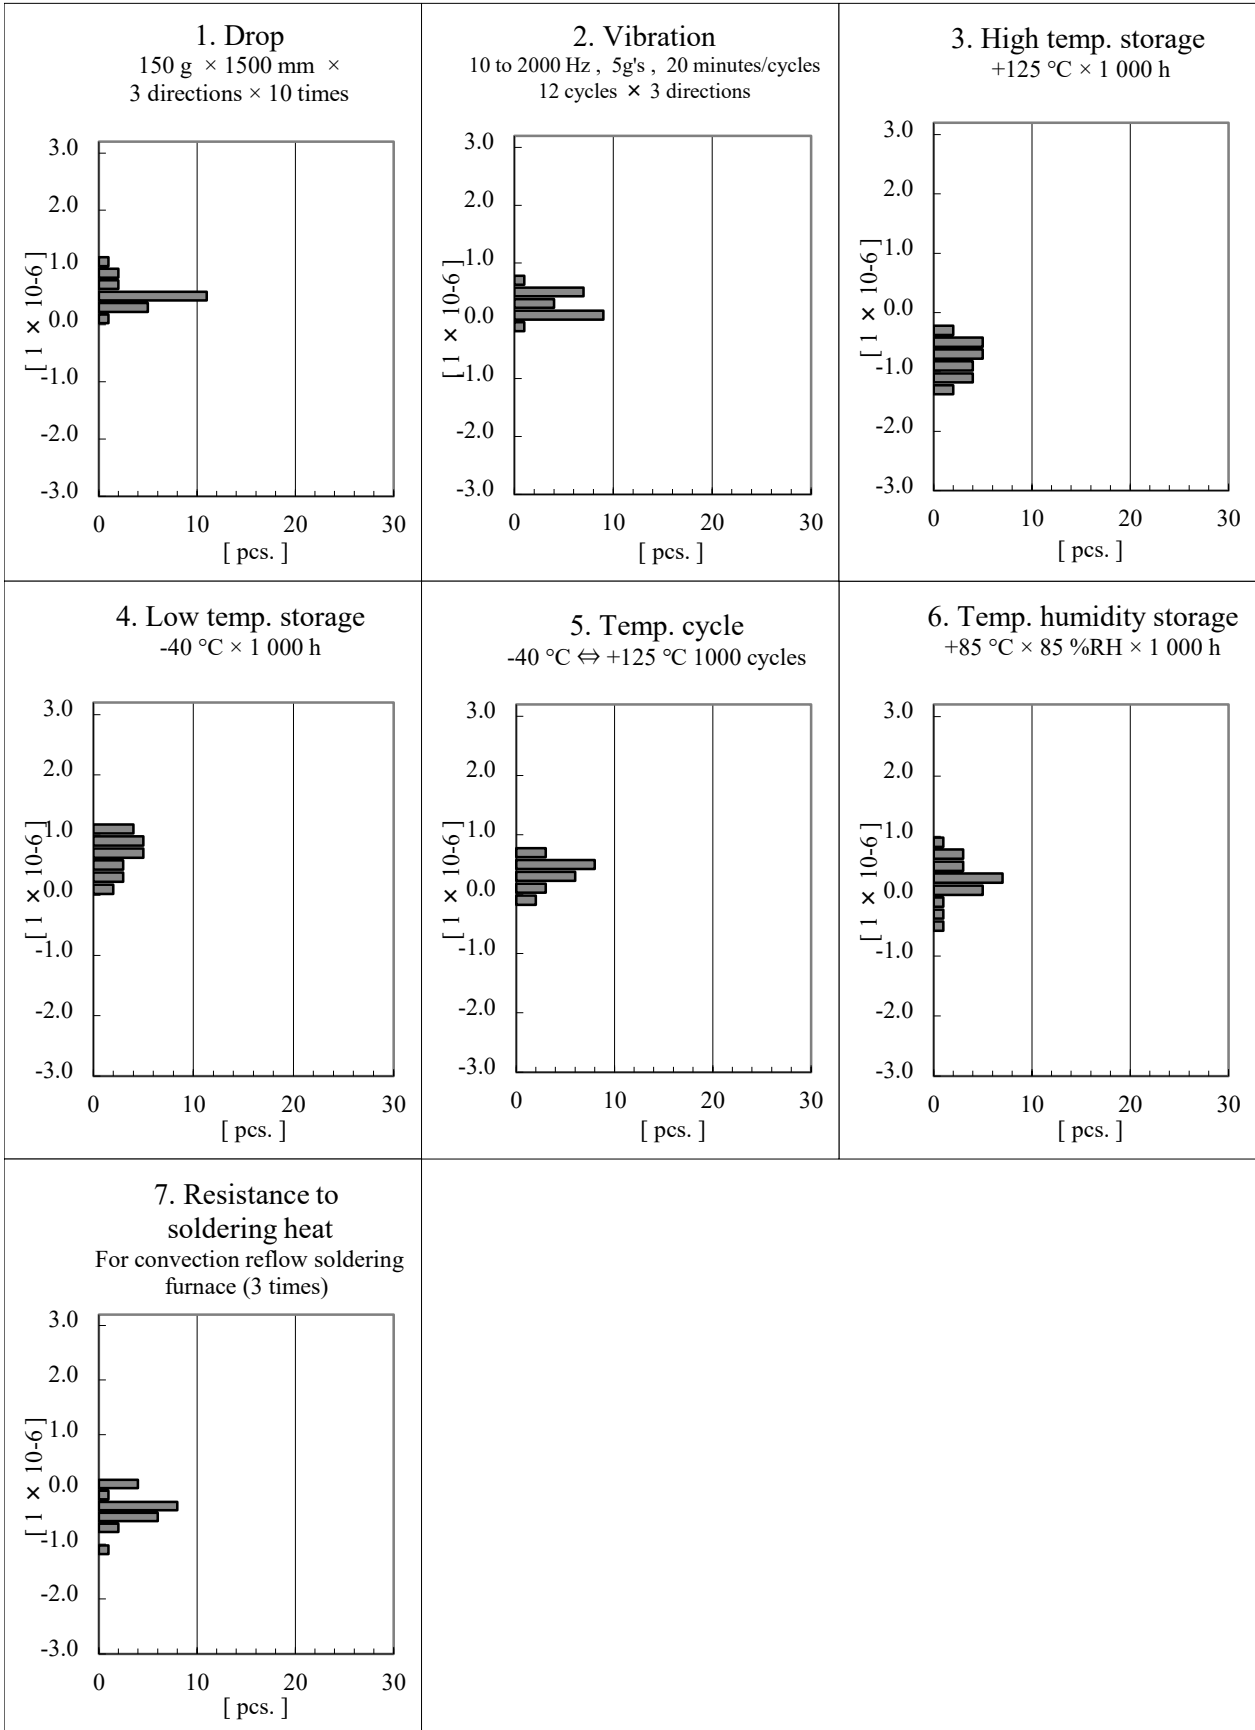 1. Drop
150 g × 1500 mm ×
3 directions × 10 times
[ 1 × 10-6 ]
3.0
2.0
1.0
0.0
-1.0
-2.0
-3.0
0 10 20 30
[ pcs. ]
2. Vibration
10 to 2000 Hz , 5g's , 20 minutes/cycles
12 cycles × 3 directions
[ 1 × 10-6 ]
3.0
2.0
1.0
0.0
-1.0
-2.0
-3.0
0 10 20 30
[ pcs. ]
3. High temp. storage
+125 °C × 1 000 h
[ 1 × 10-6 ]
3.0
2.0
1.0
0.0
-1.0
-2.0
-3.0
0 10 20 30
[ pcs. ]
4. Low temp. storage
-40 °C × 1 000 h
[ 1 × 10-6 ]
3.0
2.0
1.0
0.0
-1.0
-2.0
-3.0
0 10 20 30
[ pcs. ]
5. Temp. cycle
-40 °C ⇔ +125 °C 1000 cycles
[ 1 × 10-6 ]
3.0
2.0
1.0
0.0
-1.0
-2.0
-3.0
0 10 20 30
[ pcs. ]
6. Temp. humidity storage
+85 °C × 85 %RH × 1 000 h
[ 1 × 10-6 ]
3.0
2.0
1.0
0.0
-1.0
-2.0
-3.0
0 10 20 30
[ pcs. ]
7. Resistance to
soldering heat
For convection reflow soldering
furnace (3 times)
[ 1 × 10-6 ]
3.0
2.0
1.0
0.0
-1.0
-2.0
-3.0
0 10 20 30
[ pcs. ]